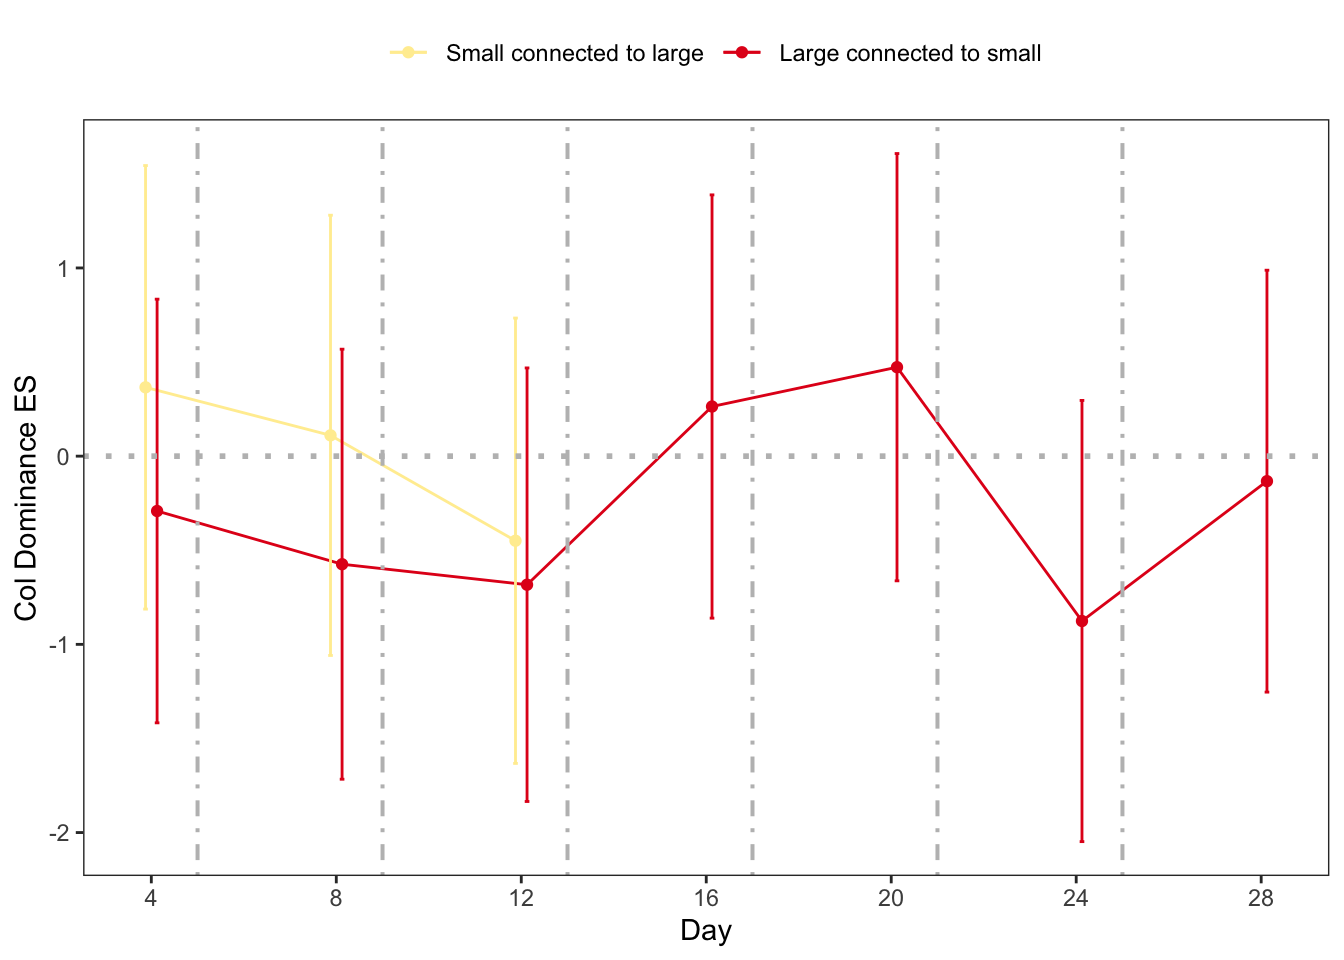 Small connected to large Large connected to small
Col Dominance ES
1
0
-1
-2
4 8 12 16 20 24 28
Day